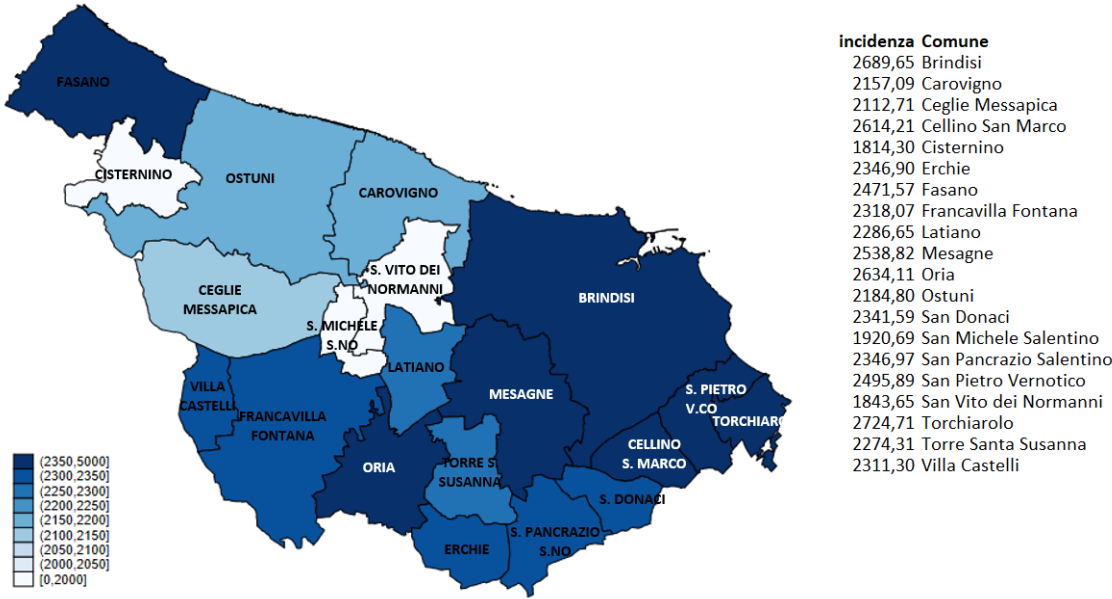 FASANO
CISTERNINO
OSTUNI
CAROVIGNO
S. VITO DEI
NORMANNI
CEGLIE
MESSAPICA
S. MICHELE
S.NO
BRINDISI
LATIANO
MESAGNE
VILLA
CASTELLI
FRANCAVILLA
FONTANA
S. PIETRO
V.CO
TORCHIARO
CELLINO
S. MARCO
ORIA
TORRE S.
SUSANNA
S. DONACI
S. PANCRAZIO
S.NO
ERCHIE
(2350,5000]
(2300,2350]
(2250,2300]
(2200,2250]
(2150,2200]
(2100,2150]
(2050,2100]
(2000,2050]
[0,2000]
incidenza Comune
2689,65 Brindisi
2157,09 Carovigno
2112,71 Ceglie Messapica
2614,21 Cellino San Marco
1814,30 Cisternino
2346,90 Erchie
2471,57 Fasano
2318,07 Francavilla Fontana
2286,65 Latiano
2538,82 Mesagne
2634,11 Oria
2184,80 Ostuni
2341,59 San Donaci
1920,69 San Michele Salentino
2346,97 San Pancrazio Salentino
2495,89 San Pietro Vernotico
1843,65 San Vito dei Normanni
2724,71 Torchiarolo
2274,31 Torre Santa Susanna
2311,30 Villa Castelli